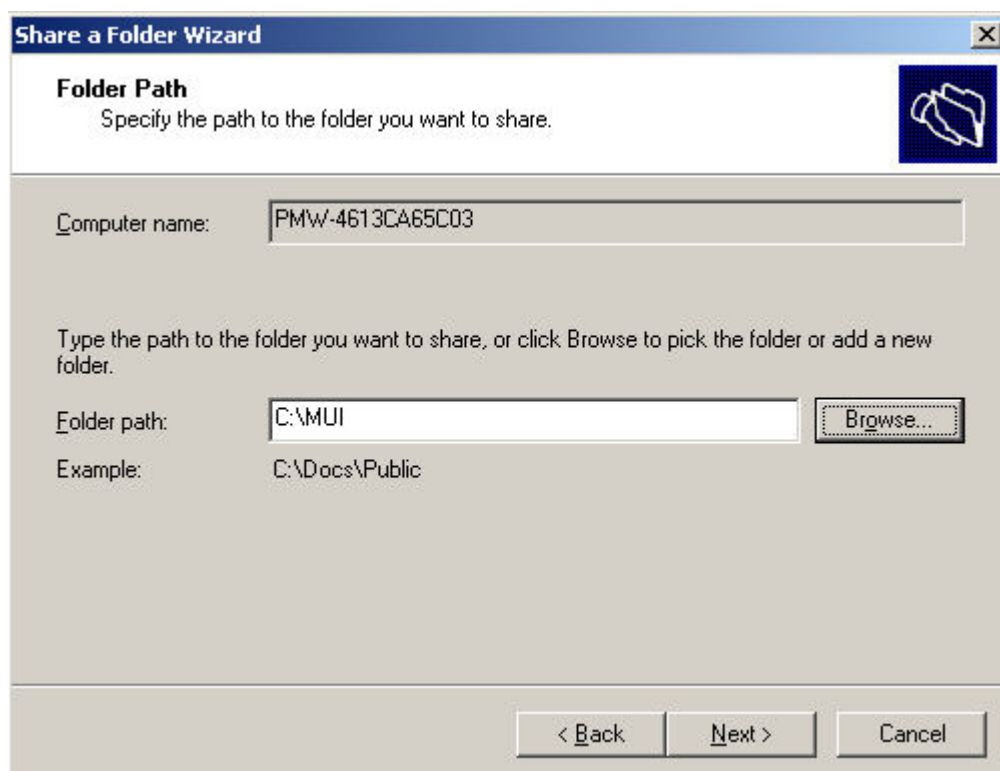 Share a Folder Wizard
Folder Path
Specify the path to the folder you want to share.
Computer name:
PMW-4613CA65C03
Type the path to the folder you want to share, or click Browse to pick the folder or add a new
folder.
Folder path:
C:\MUI
Browse...
Example:
C:\Docs\Public
< Back
Next >
Cancel